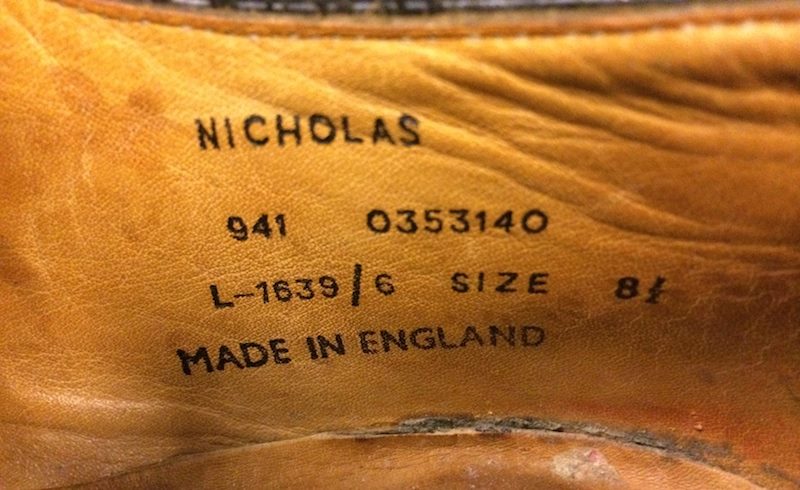 NICHOLAS
941 0353140
L-1639/6 SIZE 8½
MADE IN ENGLAND